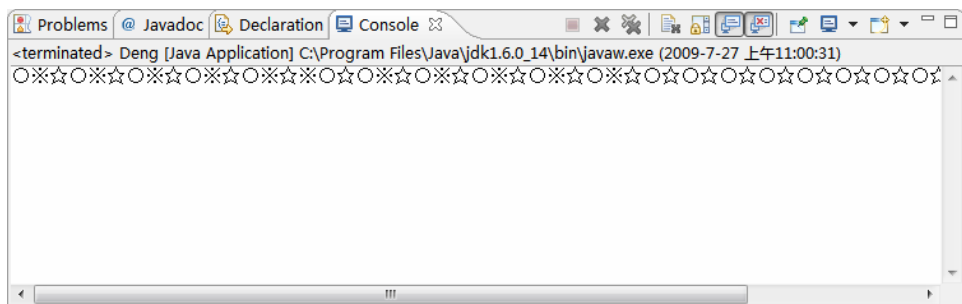 Problems @ Javadoc Declaration Console
<terminated> Deng [Java Application] C:\Program Files\Java\jdk1.6.0_14\bin\javaw.exe (2009-7-27 上午11:00:31)
○※☆○※☆○※☆○※☆○※☆※○☆○※☆○※☆○※☆○※☆○※☆○☆○☆○☆○☆○☆○☆○☆○☆○☆